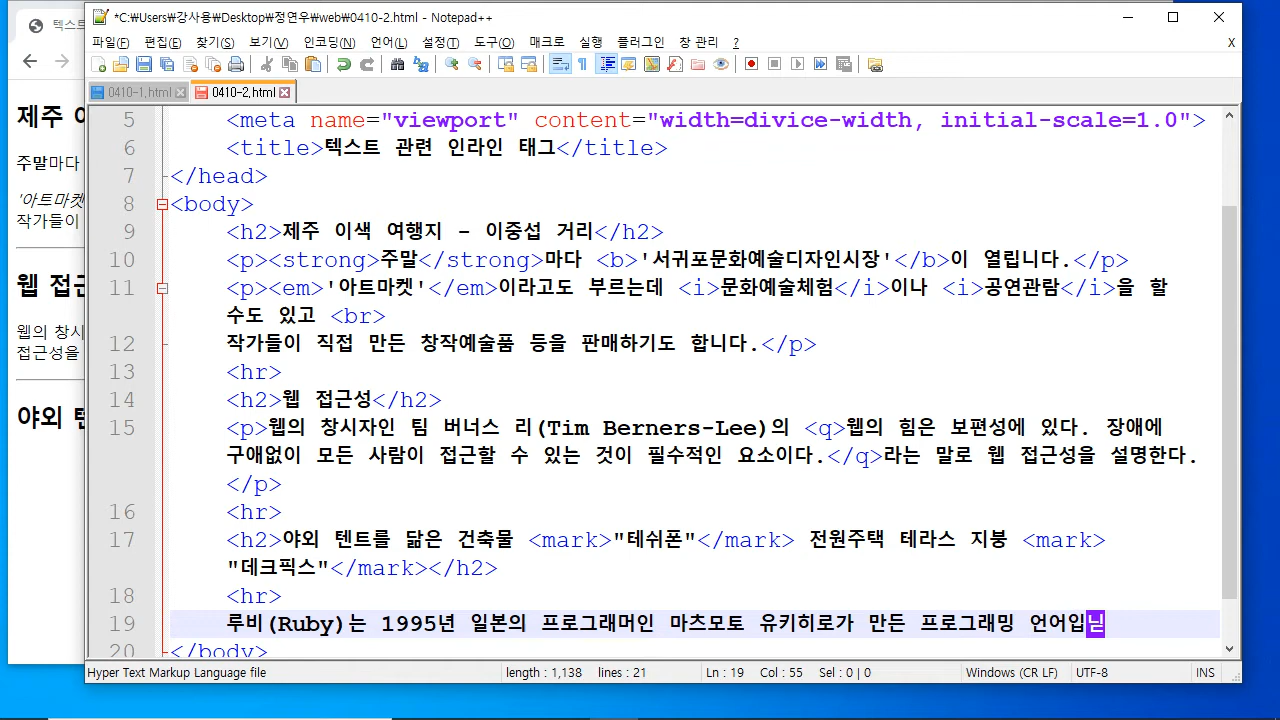 텍스트
제주 이
주말마다
'아트마켓
작가들이
웹 접근
웹의 창시
접근성을
야외 텐
*C:\Users\강사용\Desktop\정연우\web\0410-2.html - Notepad++
파일(F) 편집(E) 찾기(S) 보기(V) 인코딩(N) 언어(L) 설정(T) 도구(O) 매크로 실행 플러그인 창 관리 ? X
0410-1.html 0410-2.html
5 <meta name="viewport" content="width=divice-width, initial-scale=1.0">
6 <title>텍스트 관련 인라인 태그</title>
7 </head>
8 <body>
9 <h2>제주 이색 여행지 - 이중섭 거리</h2>
10 <p><strong>주말</strong>마다 <b>'서귀포문화예술디자인시장'</b>이 열립니다.</p>
11 <p><em>'아트마켓'</em>이라고도 부르는데 <i>문화예술체험</i>이나 <i>공연관람</i>을 할
수도 있고 <br>
12 작가들이 직접 만든 창작예술품 등을 판매하기도 합니다.</p>
13 <hr>
14 <h2>웹 접근성</h2>
15 <p>웹의 창시자인 팀 버너스 리(Tim Berners-Lee)의 <q>웹의 힘은 보편성에 있다. 장애에
구애없이 모든 사람이 접근할 수 있는 것이 필수적인 요소이다.</q>라는 말로 웹 접근성을 설명한다.
</p>
16 <hr>
17 <h2>야외 텐트를 닮은 건축물 <mark>"테쉬폰"</mark> 전원주택 테라스 지붕 <mark>
"데크픽스"</mark></h2>
18 <hr>
19 루비(Ruby)는 1995년 일본의 프로그래머인 마츠모토 유키히로가 만든 프로그래밍 언어입닏
20 </body>
Hyper Text Markup Language file length : 1,138 lines : 21 Ln : 19 Col : 55 Sel : 0 | 0 Windows (CR LF) UTF-8 INS